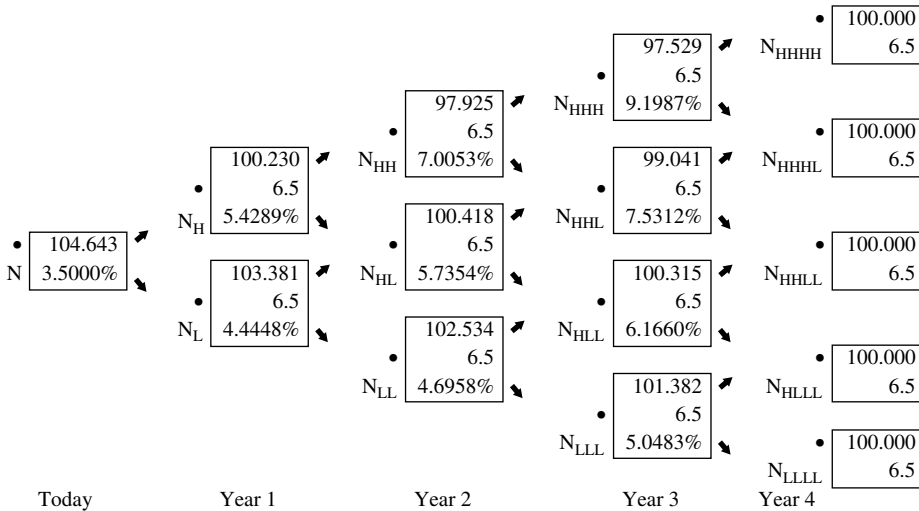 100.000
6.5
N_HHHH
97.529
6.5
9.1987%
N_HHH
97.925
6.5
7.0053%
N_HH
100.000
6.5
N_HHHL
100.230
6.5
5.4289%
N_H
99.041
6.5
7.5312%
N_HHL
104.643
3.5000%
N
100.418
6.5
5.7354%
N_HL
100.000
6.5
N_HHLL
103.381
6.5
4.4448%
N_L
100.315
6.5
6.1660%
N_HLL
102.534
6.5
4.6958%
N_LL
100.000
6.5
N_HLLL
101.382
6.5
5.0483%
N_LLL
100.000
6.5
N_LLLL
Today Year 1 Year 2 Year 3 Year 4